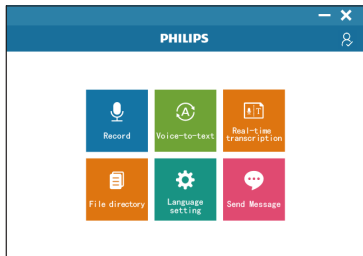 PHILIPS
Record
Voice-to-text
Real-time
transcription
File directory
Language
setting
Send Message